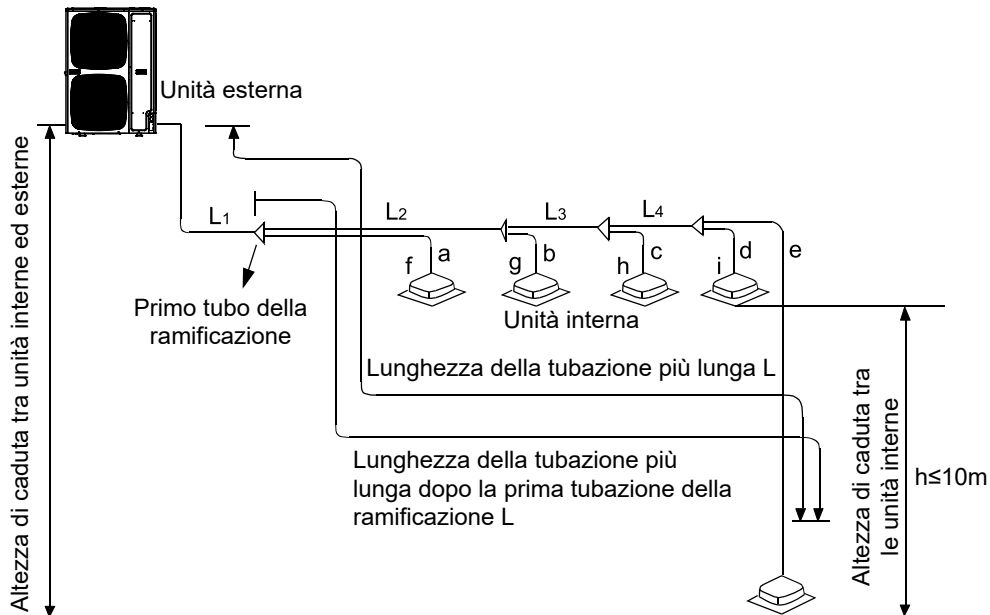 Unità esterna
Altezza di caduta tra unità interne ed esterne
L1
L2
L3
L4
f
a
g
b
h
c
i
d
e
Primo tubo della
ramificazione
Unità interna
Lunghezza della tubazione più lunga L
Lunghezza della tubazione più
lunga dopo la prima tubazione della
ramificazione L
Altezza di caduta tra
le unità interne
h≤10m